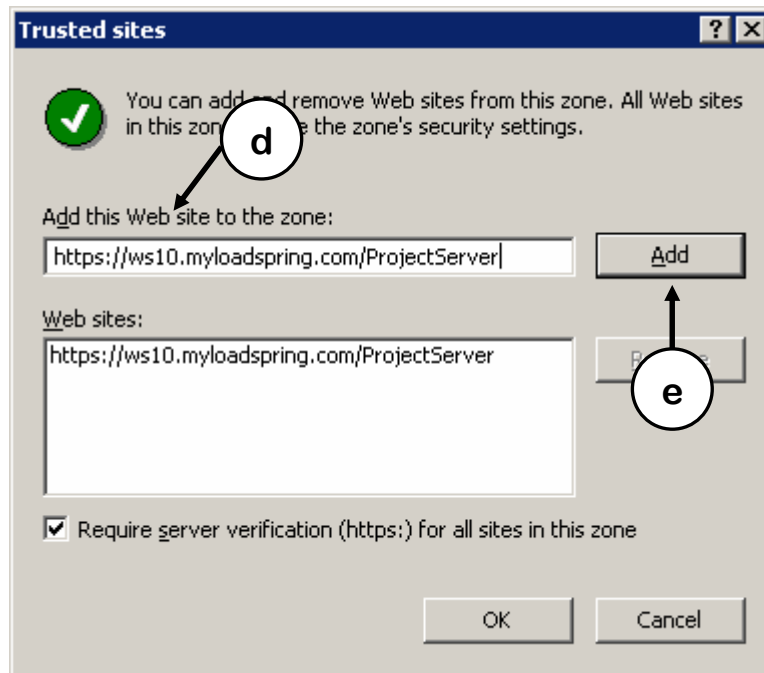 Trusted sites
You can add and remove Web sites from this zone. All Web sites
in this zone the zone's security settings.
d
Add this Web site to the zone:
https://ws10.myloadspring.com/ProjectServer
Add
Web sites:
https://ws10.myloadspring.com/ProjectServer
e
Require server verification (https:) for all sites in this zone
OK
Cancel